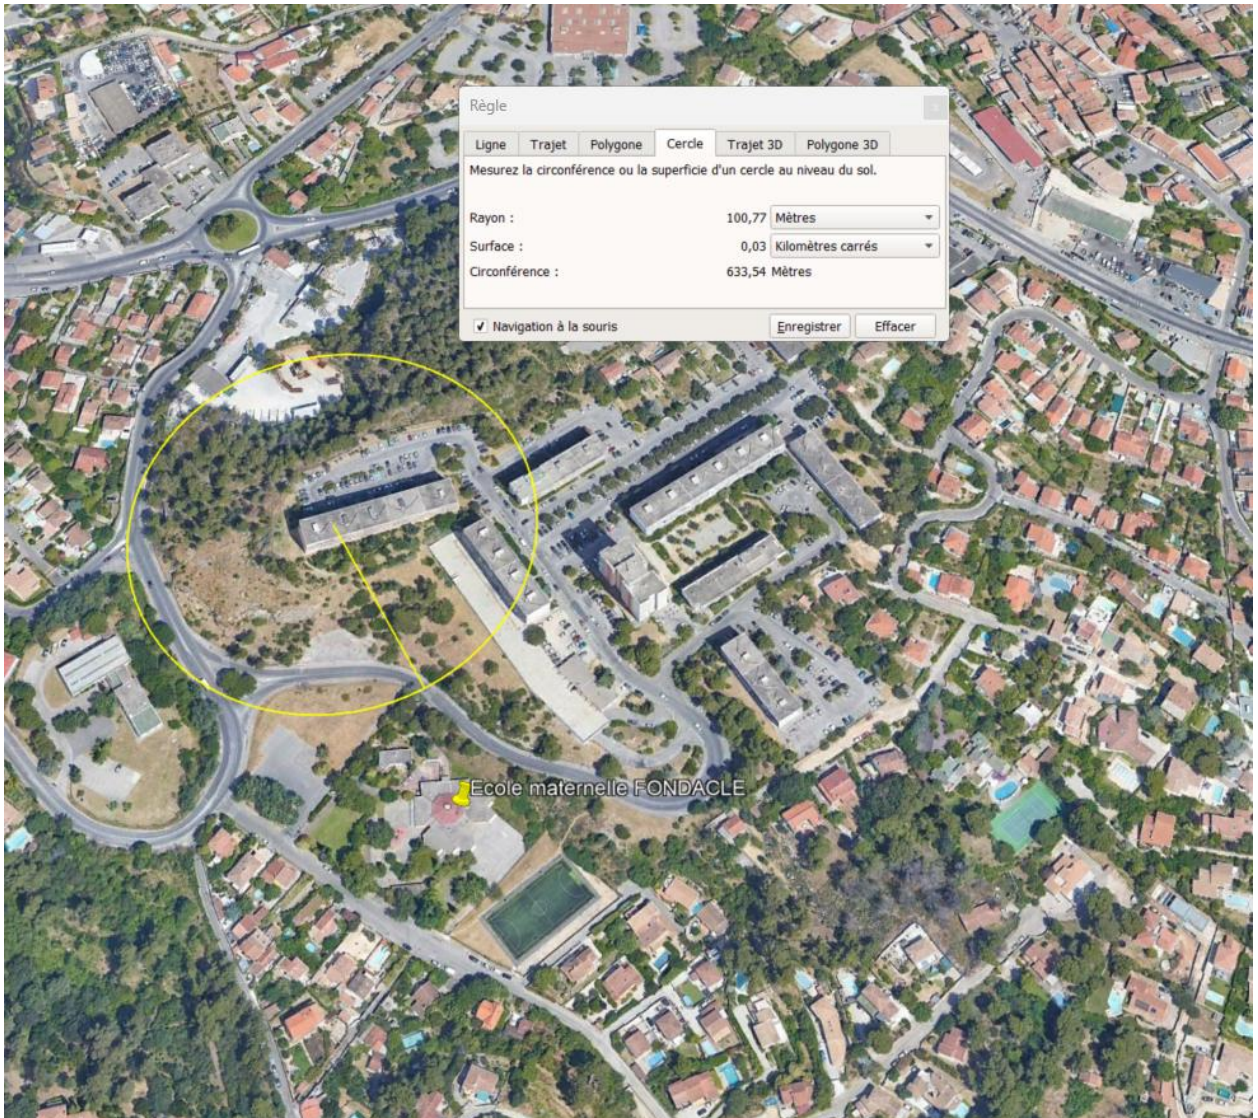 Règle
Ligne Trajet Polygone Cercle Trajet 3D Polygone 3D
Mesurez la circonférence ou la superficie d'un cercle au niveau du sol.
Rayon : 100,77 Mètres
Surface : 0,03 Kilomètres carrés
Circonférence : 633,54 Mètres
Navigation à la souris Enregistrer Effacer
Ecole maternelle FONDACLE